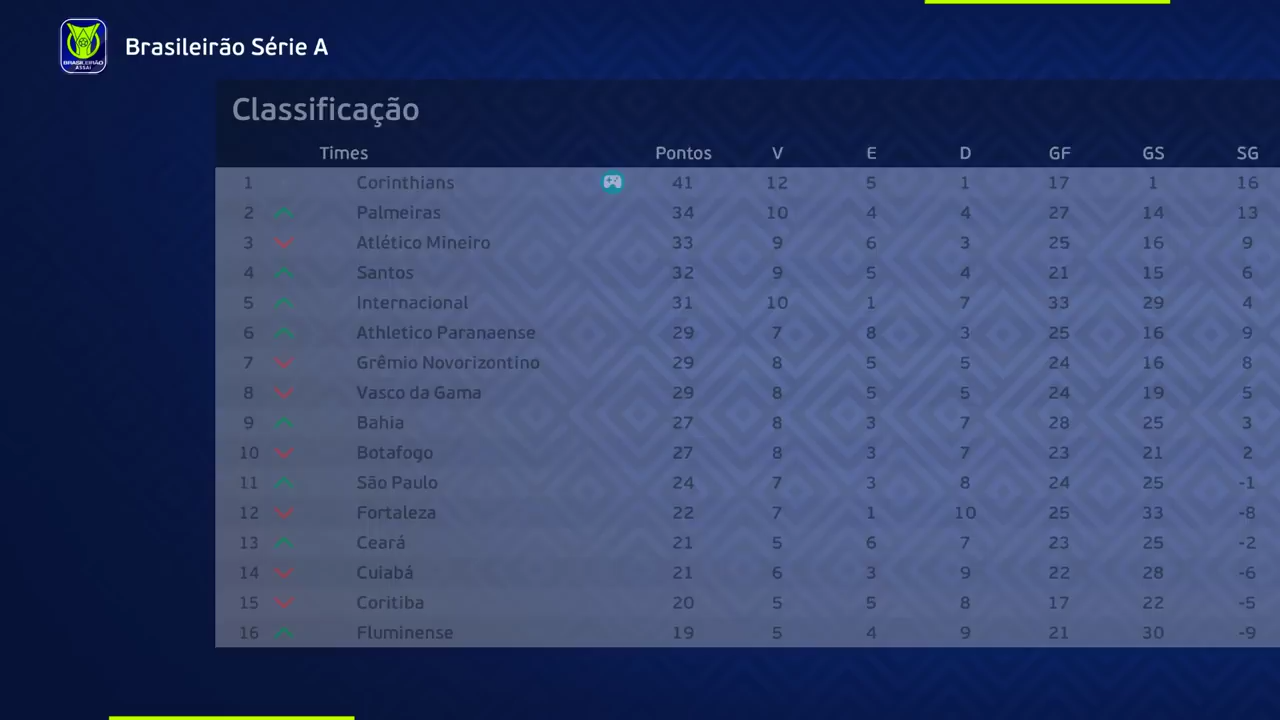 Brasileirão Série A
BRASILEIRÃO
ASSAÍ
Classificação
Times Pontos V E D GF GS SG
1 Corinthians 41 12 5 1 17 1 16
2 Palmeiras 34 10 4 4 27 14 13
3 Atlético Mineiro 33 9 6 3 25 16 9
4 Santos 32 9 5 4 21 15 6
5 Internacional 31 10 1 7 33 29 4
6 Athletico Paranaense 29 7 8 3 25 16 9
7 Grêmio Novorizontino 29 8 5 5 24 16 8
8 Vasco da Gama 29 8 5 5 24 19 5
9 Bahia 27 8 3 7 28 25 3
10 Botafogo 27 8 3 7 23 21 2
11 São Paulo 24 7 3 8 24 25 -1
12 Fortaleza 22 7 1 10 25 33 -8
13 Ceará 21 5 6 7 23 25 -2
14 Cuiabá 21 6 3 9 22 28 -6
15 Coritiba 20 5 5 8 17 22 -5
16 Fluminense 19 5 4 9 21 30 -9